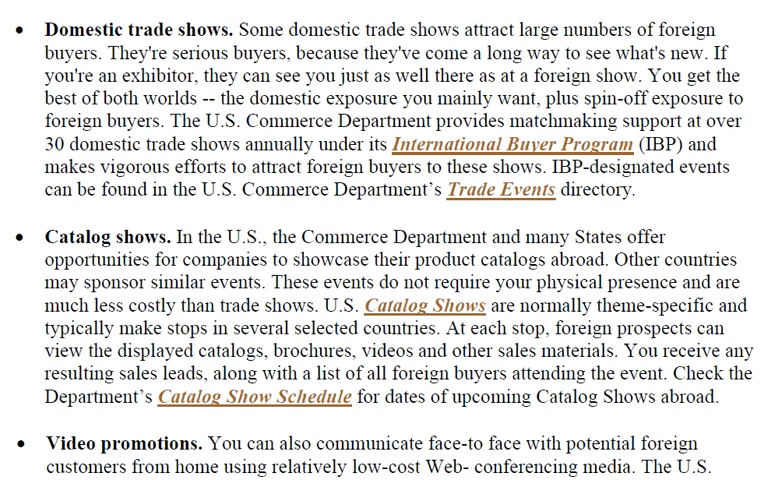 • Domestic trade shows. Some domestic trade shows attract large numbers of foreign
buyers. They're serious buyers, because they've come a long way to see what's new. If
you're an exhibitor, they can see you just as well there as at a foreign show. You get the
best of both worlds -- the domestic exposure you mainly want, plus spin-off exposure to
foreign buyers. The U.S. Commerce Department provides matchmaking support at over
30 domestic trade shows annually under its International Buyer Program (IBP) and
makes vigorous efforts to attract foreign buyers to these shows. IBP-designated events
can be found in the U.S. Commerce Department’s Trade Events directory.
• Catalog shows. In the U.S., the Commerce Department and many States offer
opportunities for companies to showcase their product catalogs abroad. Other countries
may sponsor similar events. These events do not require your physical presence and are
much less costly than trade shows. U.S. Catalog Shows are normally theme-specific and
typically make stops in several selected countries. At each stop, foreign prospects can
view the displayed catalogs, brochures, videos and other sales materials. You receive any
resulting sales leads, along with a list of all foreign buyers attending the event. Check the
Department’s Catalog Show Schedule for dates of upcoming Catalog Shows abroad.
• Video promotions. You can also communicate face-to face with potential foreign
customers from home using relatively low-cost Web- conferencing media. The U.S.